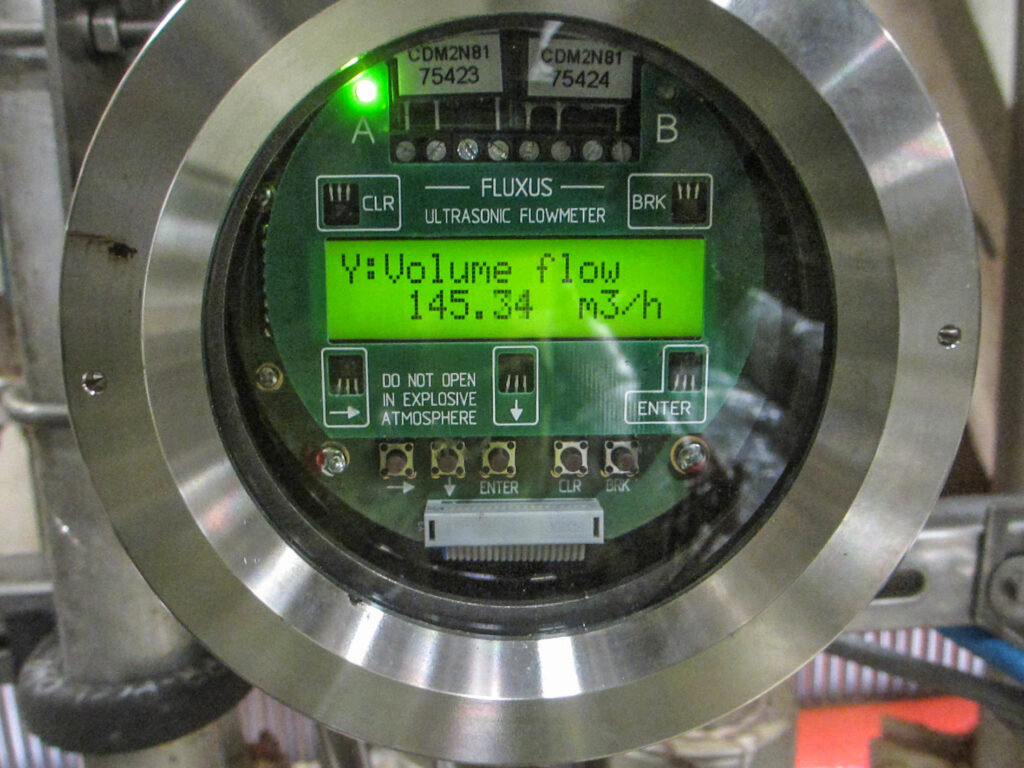 CDM2N81
75423
CDM2N81
75424
A
B
CLR
FLUXUS
ULTRASONIC FLOWMETER
BRK
Y:Volume flow
145.34 m3/h
→
DO NOT OPEN
IN EXPLOSIVE
ATMOSPHERE
↓
ENTER
→ ↓ ENTER CLR BRK